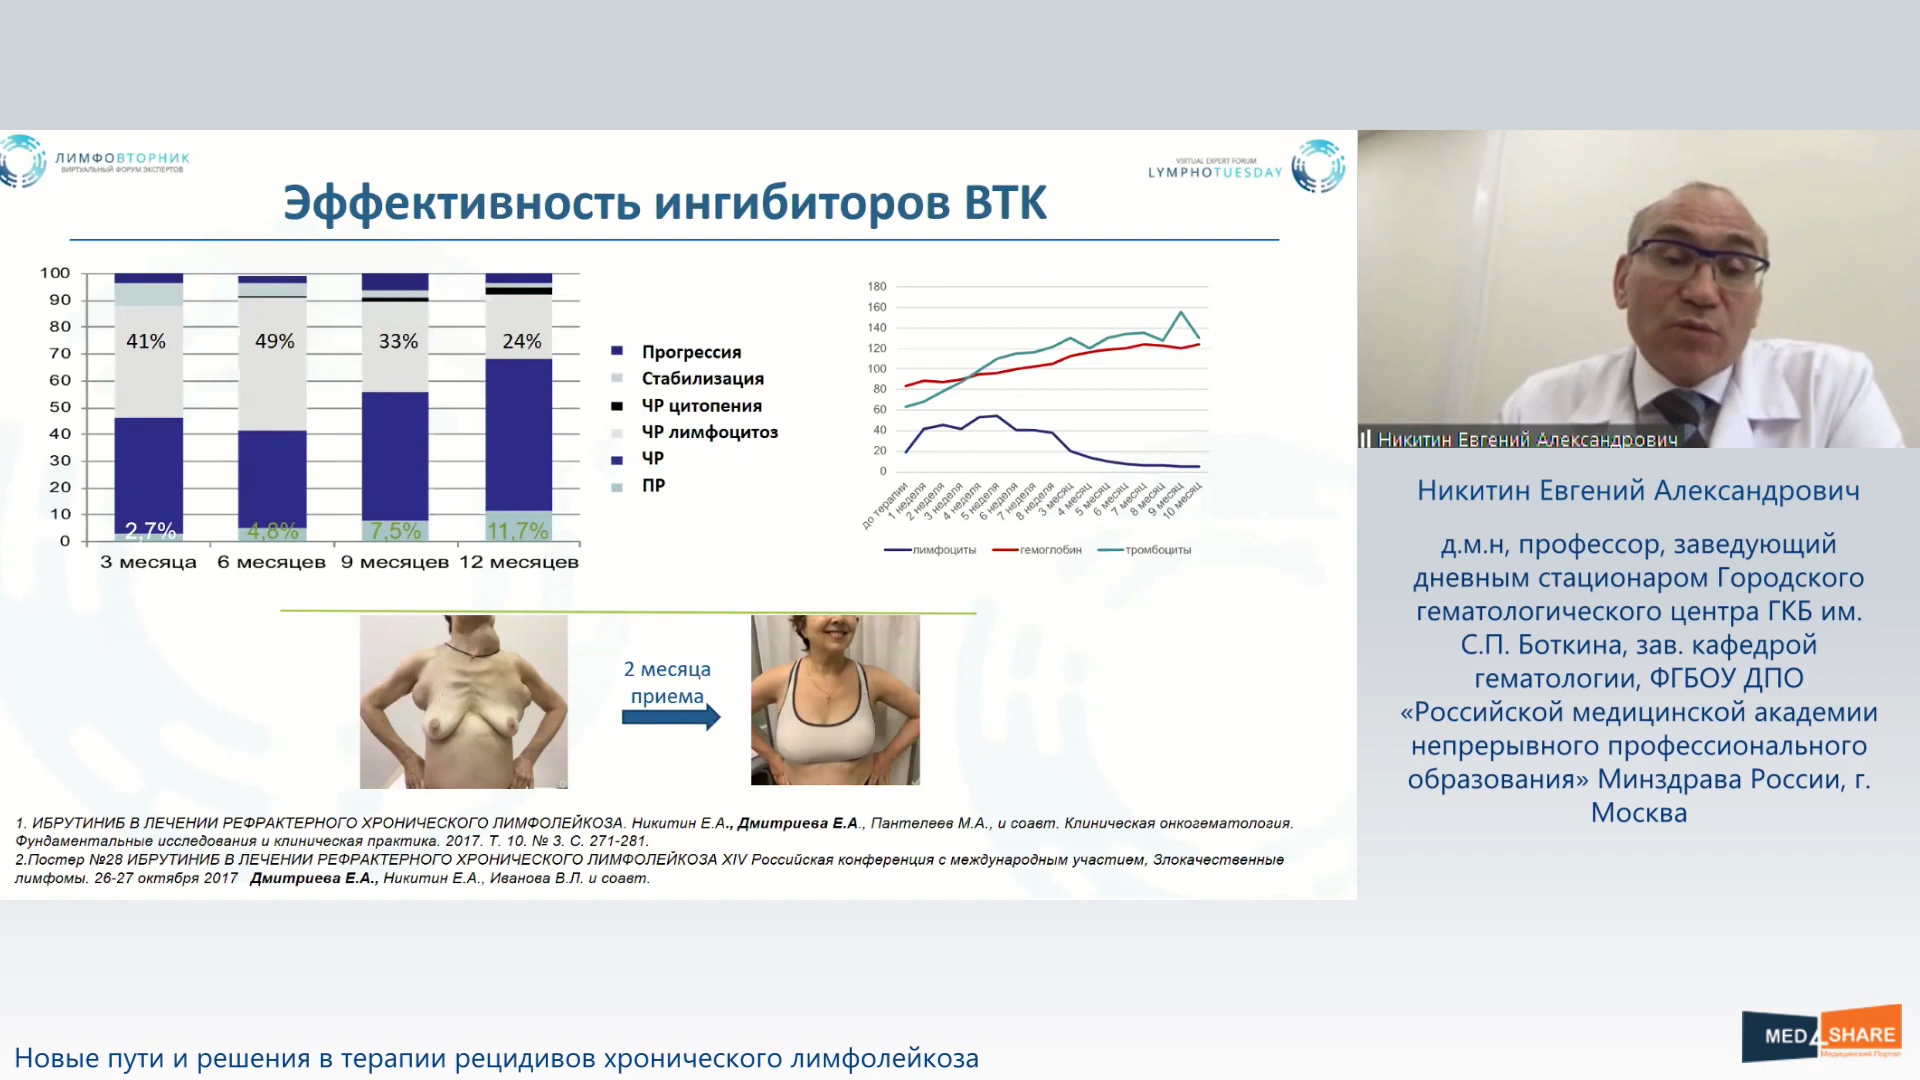 ЛИМФОВТОРНИК
ВИРТУАЛЬНЫЙ ФОРУМ ЭКСПЕРТОВ
VIRTUAL EXPERT FORUM
LYMPHOTUESDAY
Эффективность ингибиторов ВТК
100
90
80
70
60
50
40
30
20
10
0
41%
49%
33%
24%
2,7%
4,8%
7,5%
11,7%
3 месяца
6 месяцев
9 месяцев
12 месяцев
Прогрессия
Стабилизация
ЧР цитопения
ЧР лимфоцитоз
ЧР
ПР
180
160
140
120
100
80
60
40
20
0
до терапии
1 неделя
2 неделя
3 неделя
4 неделя
5 неделя
6 неделя
7 неделя
8 неделя
3 месяц
4 месяц
5 месяц
6 месяц
7 месяц
8 месяц
9 месяц
10 месяц
лимфоциты
гемоглобин
тромбоциты
2 месяца
приема
1. ИБРУТИНИБ В ЛЕЧЕНИИ РЕФРАКТЕРНОГО ХРОНИЧЕСКОГО ЛИМФОЛЕЙКОЗА. Никитин Е.А., Дмитриева Е.А., Пантелеев М.А., и соавт. Клиническая онкогематология.
Фундаментальные исследования и клиническая практика. 2017. Т. 10. № 3. С. 271-281.
2.Постер №28 ИБРУТИНИБ В ЛЕЧЕНИИ РЕФРАКТЕРНОГО ХРОНИЧЕСКОГО ЛИМФОЛЕЙКОЗА XIV Российская конференция с международным участием, Злокачественные
лимфомы. 26-27 октября 2017 Дмитриева Е.А., Никитин Е.А., Иванова В.Л. и соавт.
Никитин Евгений Александрович
Никитин Евгений Александрович
д.м.н, профессор, заведующий
дневным стационаром Городского
гематологического центра ГКБ им.
С.П. Боткина, зав. кафедрой
гематологии, ФГБОУ ДПО
«Российской медицинской академии
непрерывного профессионального
образования» Минздрава России, г.
Москва
MED4SHARE
Медицинский Портал
Новые пути и решения в терапии рецидивов хронического лимфолейкоза